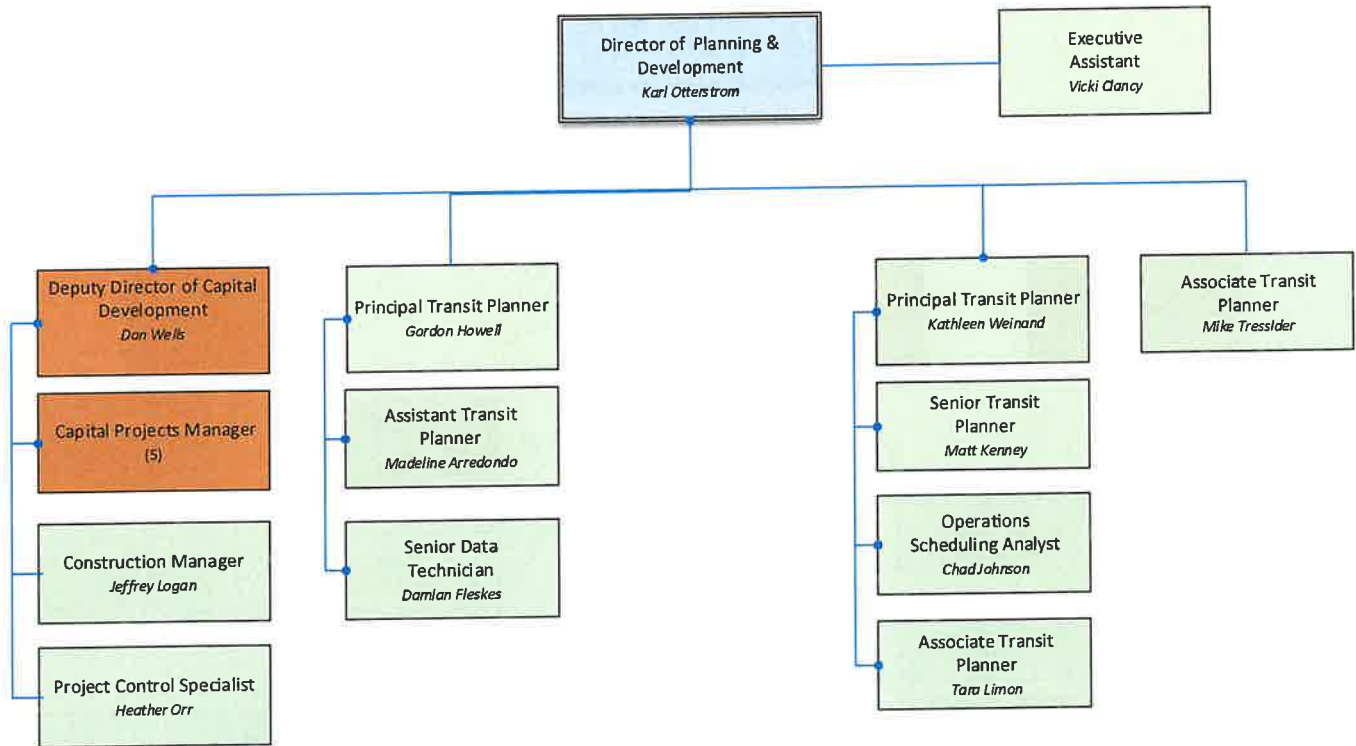 Director of Planning &
Development
Karl Otterstrom
Executive
Assistant
Vicki Clancy
Deputy Director of Capital
Development
Dan Wells
Capital Projects Manager
(5)
Construction Manager
Jeffrey Logan
Project Control Specialist
Heather Orr
Principal Transit Planner
Gordon Howell
Assistant Transit
Planner
Madeline Arredondo
Senior Data
Technician
Damian Fleskes
Principal Transit Planner
Kathleen Weinand
Senior Transit
Planner
Matt Kenney
Operations
Scheduling Analyst
Chad Johnson
Associate Transit
Planner
Tara Limon
Associate Transit
Planner
Mike Tressider